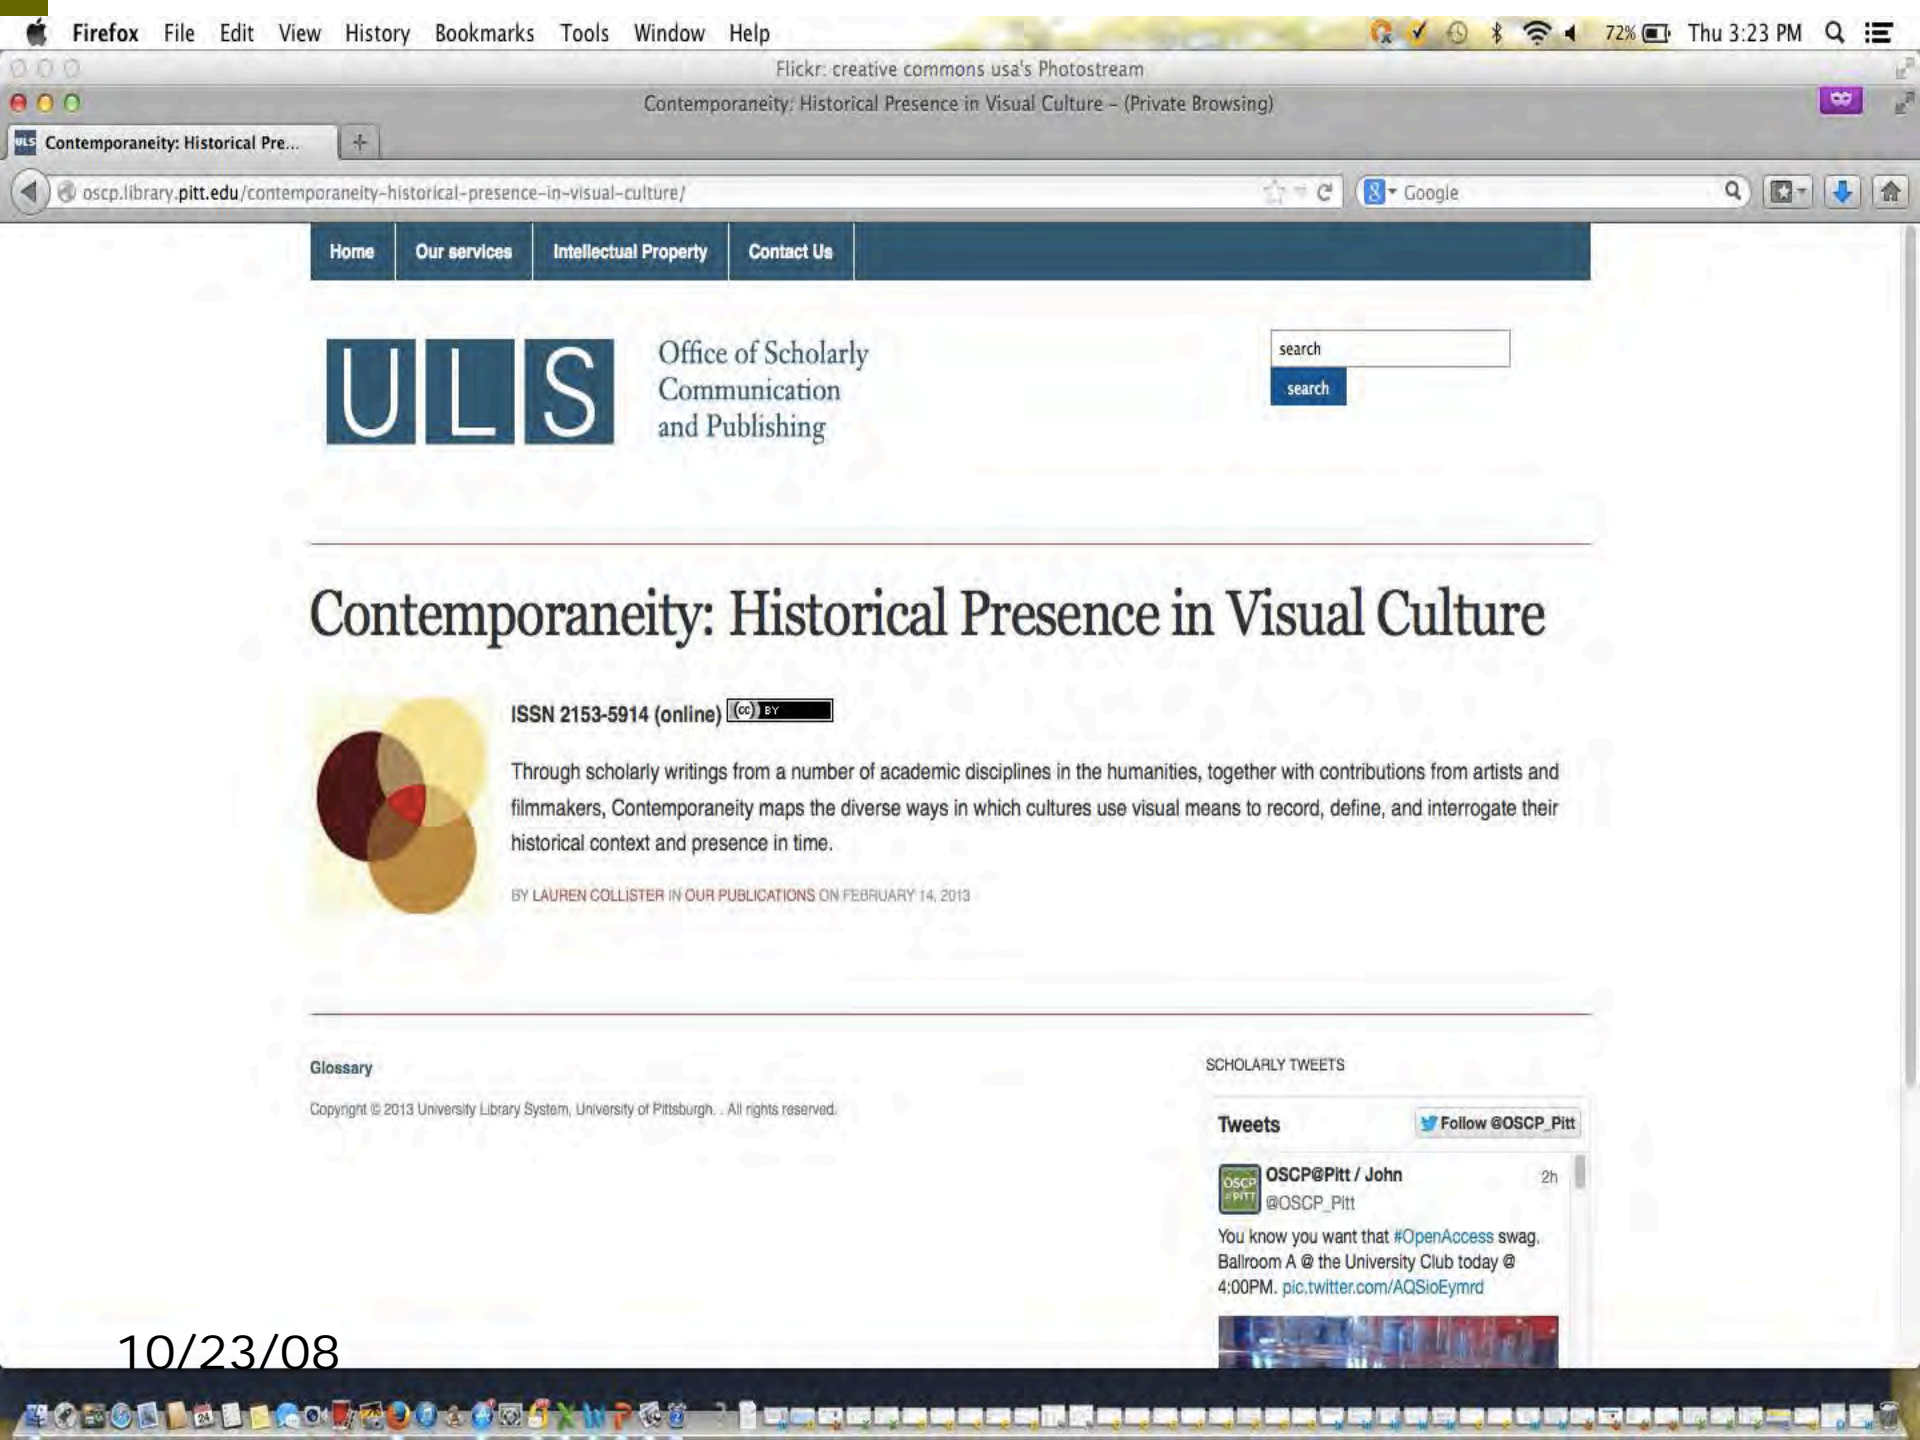 Firefox File Edit View History Bookmarks Tools Window Help 72% Thu 3:23 PM
Flickr: creative commons usa's Photostream
Contemporaneity: Historical Presence in Visual Culture – (Private Browsing)
ULS Contemporaneity: Historical Pre...
oscp.library.pitt.edu/contemporaneity-historical-presence-in-visual-culture/ Google
Home Our services Intellectual Property Contact Us
ULS
Office of Scholarly
Communication
and Publishing
search
search
Contemporaneity: Historical Presence in Visual Culture
ISSN 2153-5914 (online) (cc) BY
Through scholarly writings from a number of academic disciplines in the humanities, together with contributions from artists and
filmmakers, Contemporaneity maps the diverse ways in which cultures use visual means to record, define, and interrogate their
historical context and presence in time.
BY LAUREN COLLISTER IN OUR PUBLICATIONS ON FEBRUARY 14, 2013
Glossary
Copyright © 2013 University Library System, University of Pittsburgh. . All rights reserved.
SCHOLARLY TWEETS
Tweets Follow @OSCP_Pitt
OSCP @PITT
OSCP@Pitt / John 2h
@OSCP_Pitt
You know you want that #OpenAccess swag.
Ballroom A @ the University Club today @
4:00PM. pic.twitter.com/AQSioEymrd
10/23/08
24